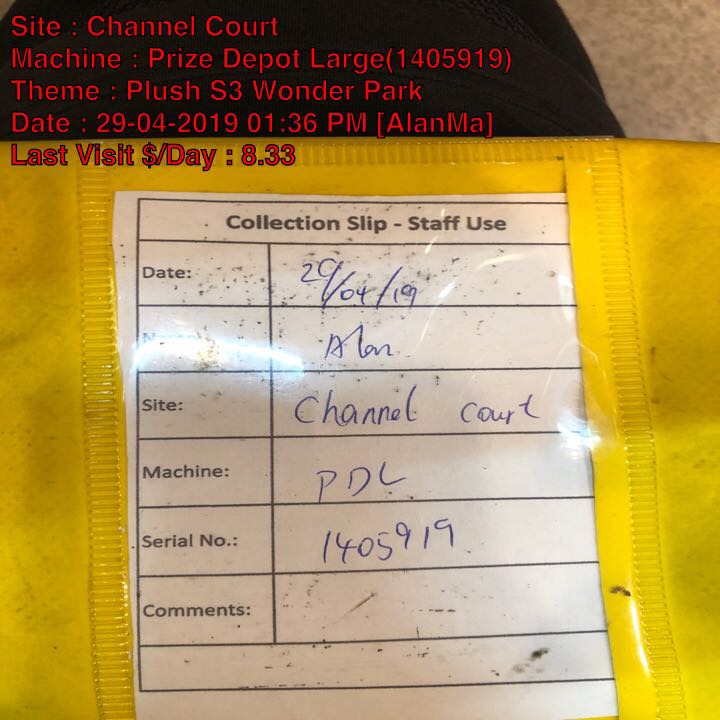 Site : Channel Court
Machine : Prize Depot Large(1405919)
Theme : Plush S3 Wonder Park
Date : 29-04-2019 01:36 PM [AlanMa]
Last Visit $/Day : 8.33
Collection Slip - Staff Use
Date: 29/04/19
Alan
Site: Channel Court
Machine: PDL
Serial No.: 1405919
Comments: